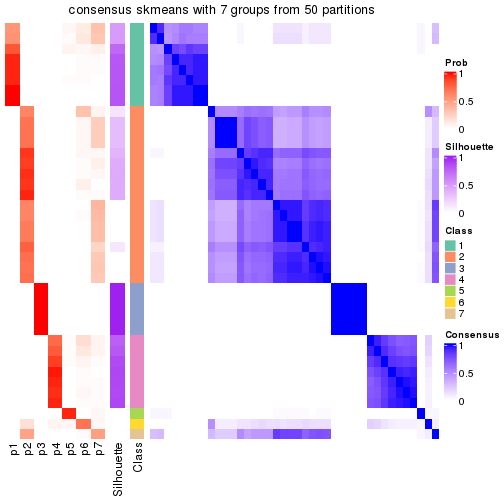 consensus skmeans with 7 groups from 50 partitions
Prob
1
0.5
0
Silhouette
1
0.5
0
Class
1
2
3
4
5
6
7
Consensus
1
0.5
0
p1
p2
p3
p4
p5
p6
p7
Silhouette
Class